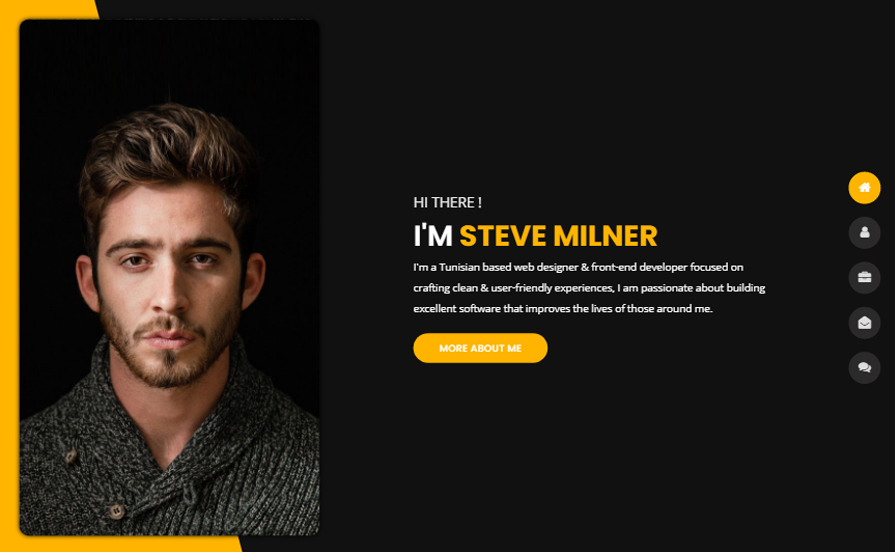 HI THERE !
I'M STEVE MILNER
I'm a Tunisian based web designer & front‑end developer focused on
crafting clean & user‑friendly experiences, I am passionate about building
excellent software that improves the lives of those around me.
MORE ABOUT ME